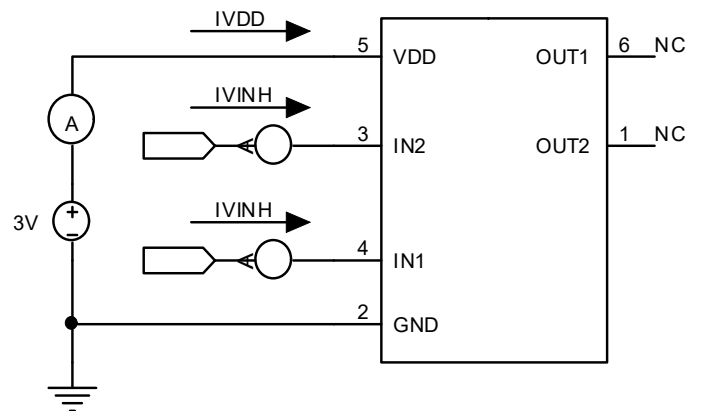 IVDD
5 VDD OUT1 6 NC
A
IVINH
3 IN2 OUT2 1 NC
A
3V + −
IVINH
4 IN1
A
2 GND